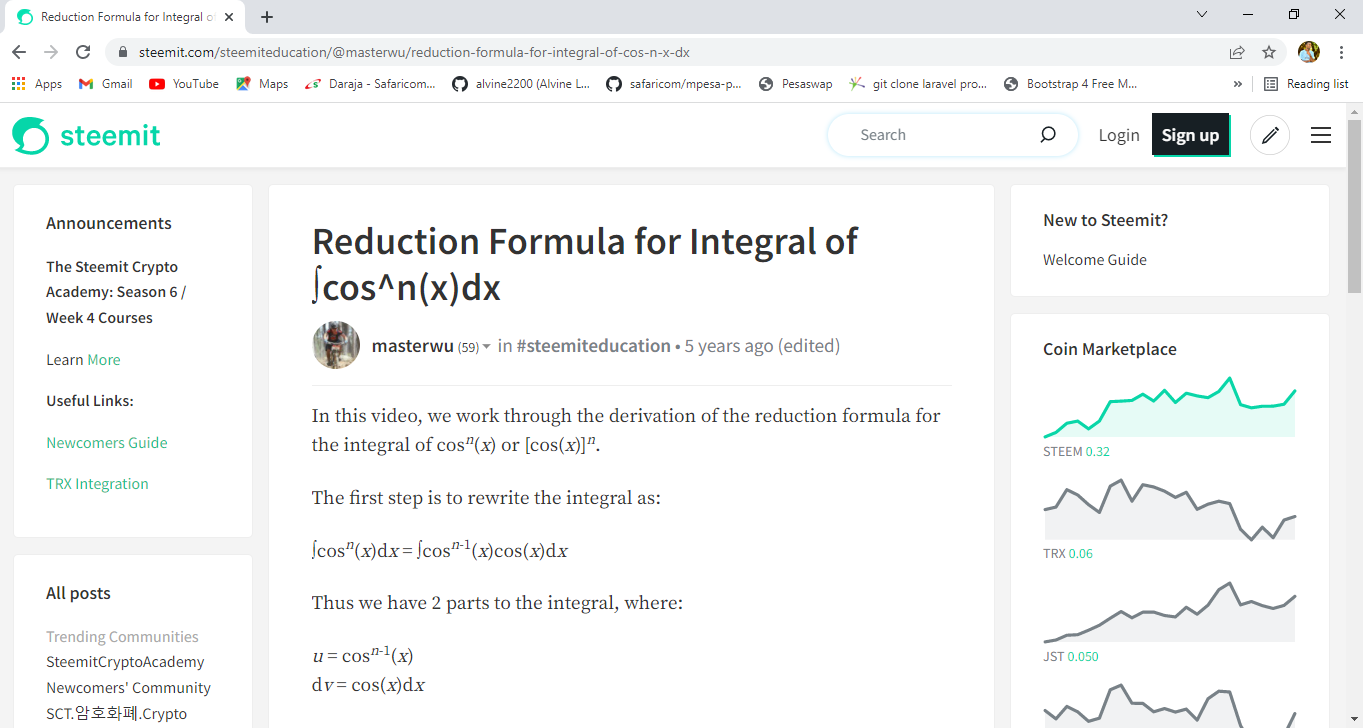 Reduction Formula for Integral of
steemit.com/steemiteducation/@masterwu/reduction-formula-for-integral-of-cos-n-x-dx
Apps
Gmail
YouTube
Maps
Daraja - Safaricom...
alvine2200 (Alvine L...
safaricom/mpesa-p...
Pesaswap
git clone laravel pro...
Bootstrap 4 Free M...
»
Reading list
steemit
Search
Login
Sign up
Announcements
The Steemit Crypto
Academy: Season 6 /
Week 4 Courses
Learn More
Useful Links:
Newcomers Guide
TRX Integration
All posts
Trending Communities
SteemitCryptoAcademy
Newcomers' Community
SCT.암호화폐.Crypto
Reduction Formula for Integral of
∫cos^n(x)dx
masterwu (59) in #steemiteducation • 5 years ago (edited)
In this video, we work through the derivation of the reduction formula for
the integral of cosⁿ(x) or [cos(x)]ⁿ.
The first step is to rewrite the integral as:
∫cosⁿ(x)dx = ∫cosⁿ⁻¹(x)cos(x)dx
Thus we have 2 parts to the integral, where:
u = cosⁿ⁻¹(x)
dv = cos(x)dx
New to Steemit?
Welcome Guide
Coin Marketplace
STEEM 0.32
TRX 0.06
JST 0.050